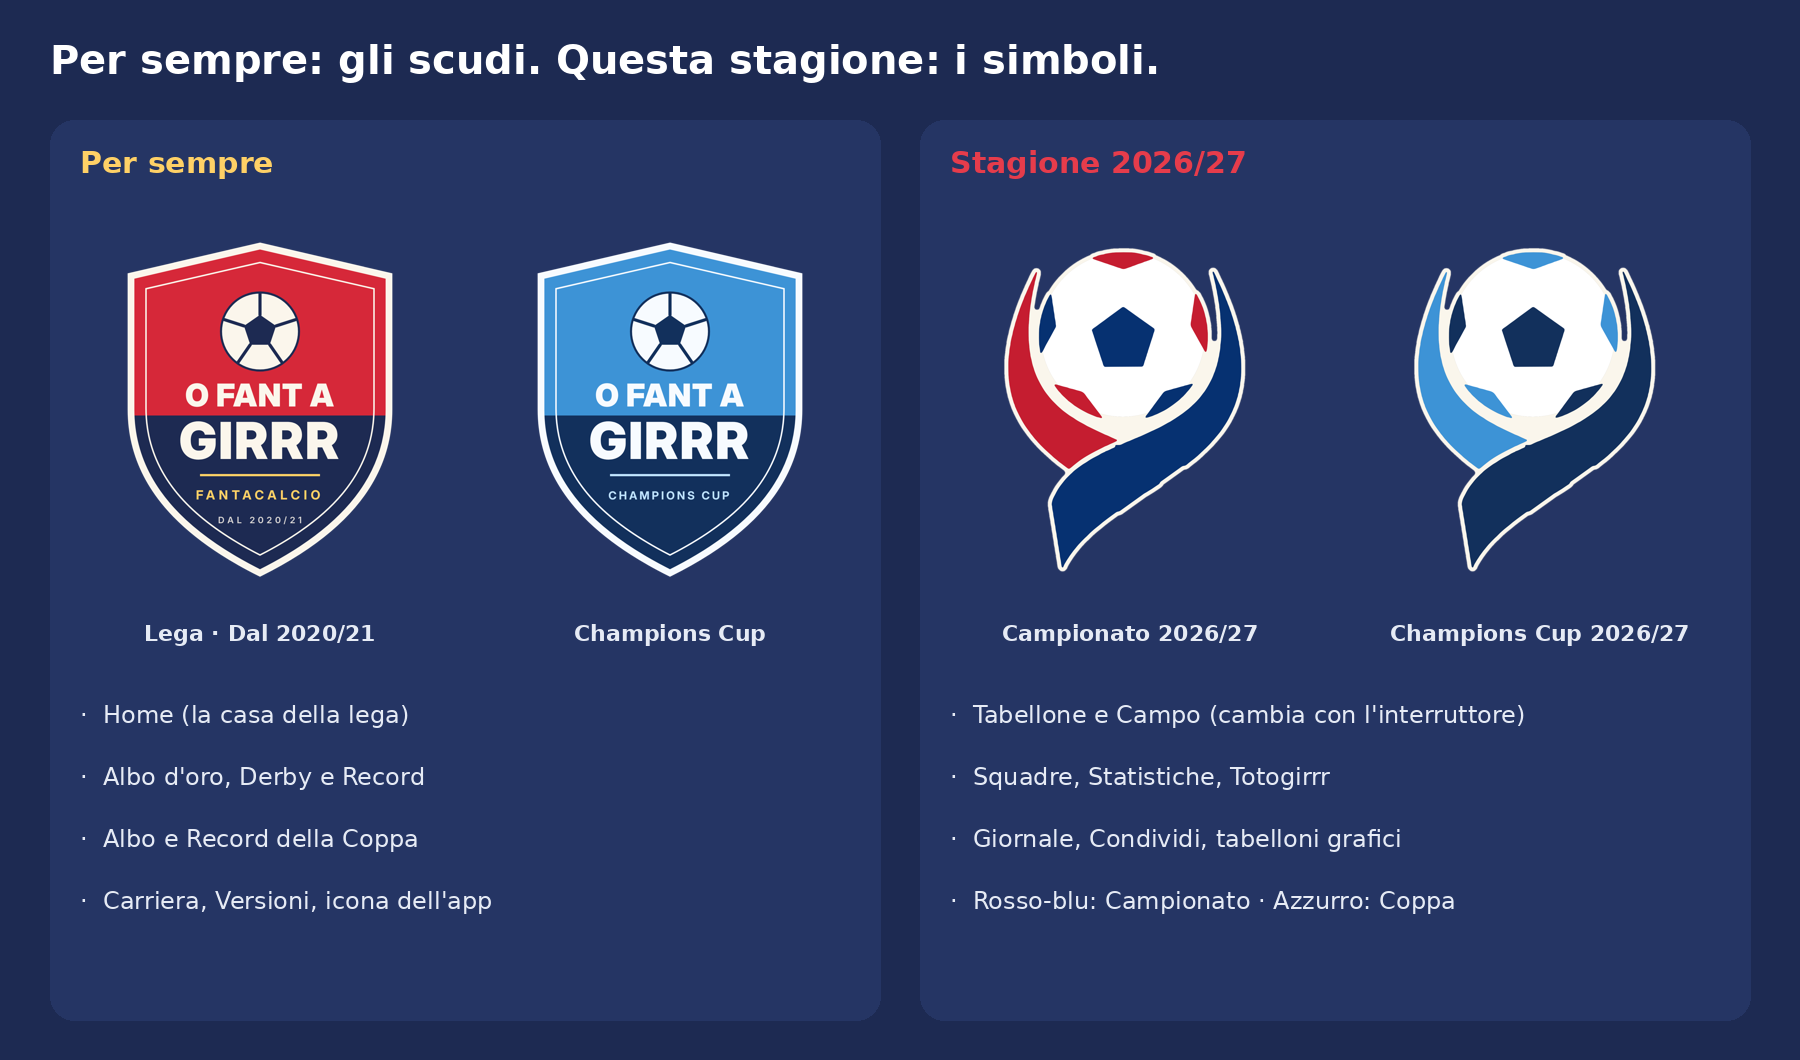 Per sempre: gli scudi. Questa stagione: i simboli.
Per sempre
O FANT A
GIRRR
FANTACALCIO
DAL 2020/21
O FANT A
GIRRR
CHAMPIONS CUP
Lega · Dal 2020/21
Champions Cup
· Home (la casa della lega)
· Albo d'oro, Derby e Record
· Albo e Record della Coppa
· Carriera, Versioni, icona dell'app
Stagione 2026/27
Campionato 2026/27
Champions Cup 2026/27
· Tabellone e Campo (cambia con l'interruttore)
· Squadre, Statistiche, Totogirrr
· Giornale, Condividi, tabelloni grafici
· Rosso-blu: Campionato · Azzurro: Coppa